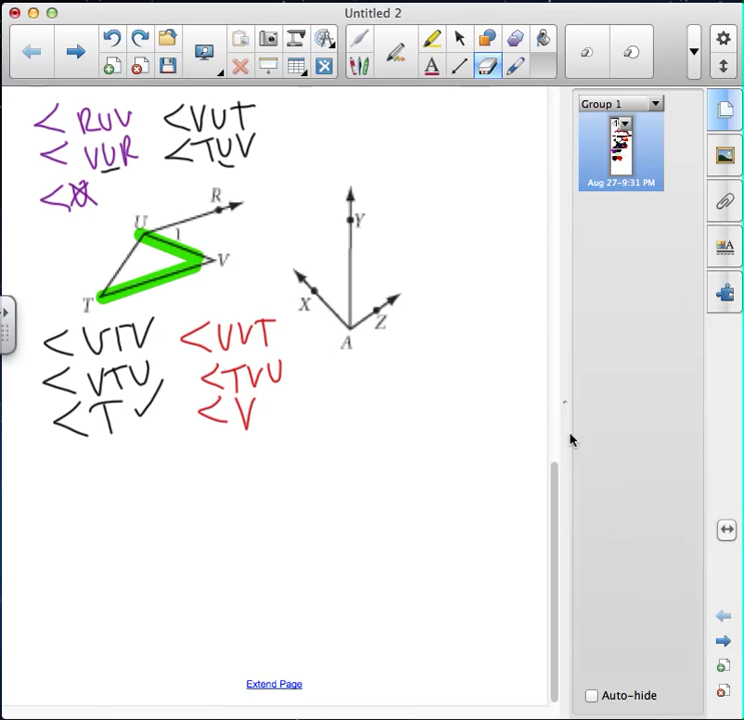 Untitled 2
Group 1
Aug 27-9:31 PM
< RUV <VUT
< VUR <TUV
<
R
U
1
V
T
Y
X
Z
A
< UTV <UVT
< VTU <TVU
<T ✓ <V
Extend Page
Auto-hide